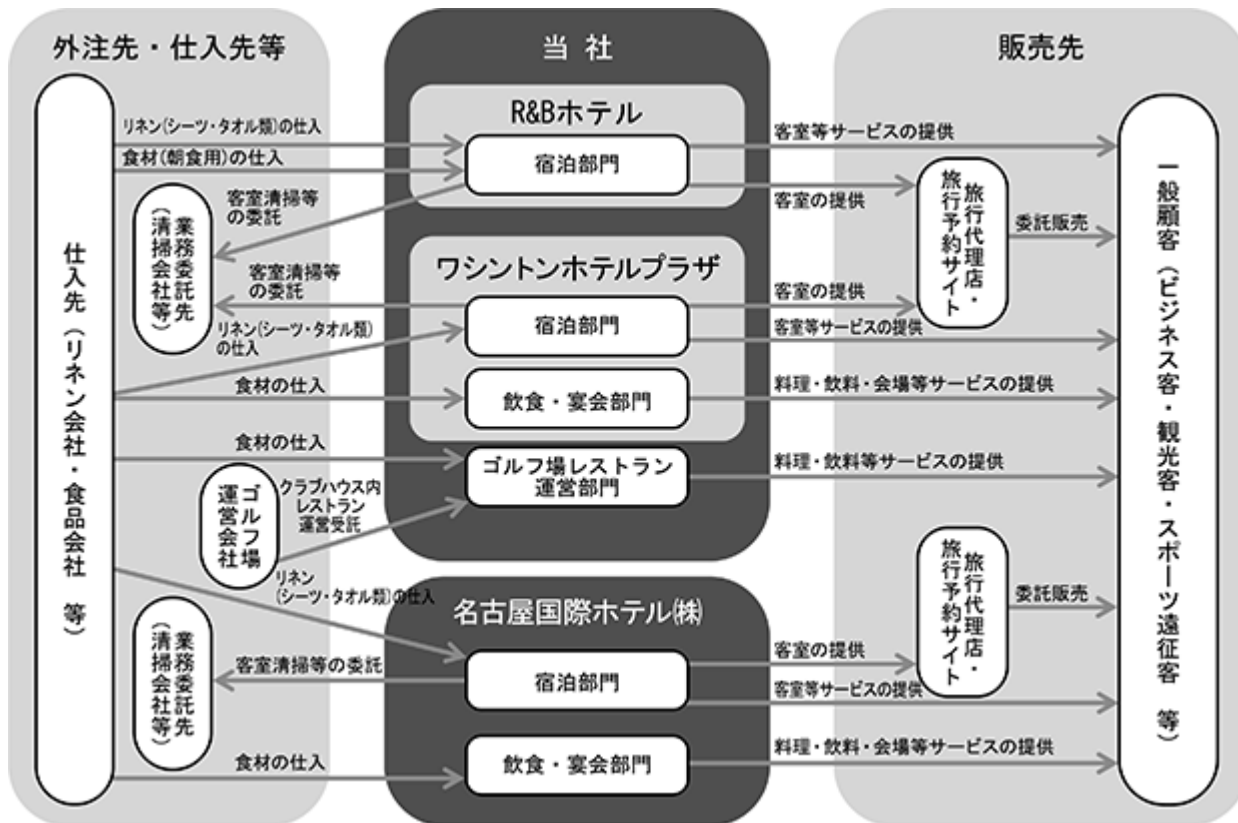 外注先・仕入先等
仕入先（リネン会社・食品会社 等）
リネン(シーツ・タオル類)の仕入
食材(朝食用)の仕入
客室清掃等
の委託
業務委託先
（清掃会社等）
客室清掃等
の委託
リネン(シーツ・タオル類)
の仕入
食材の仕入
食材の仕入
ゴルフ場
運営会社
クラブハウス内
レストラン
運営受託
リネン
(シーツ・タオル類)の仕入
業務委託先
（清掃会社等）
客室清掃等の委託
食材の仕入
当 社
R&Bホテル
宿泊部門
ワシントンホテルプラザ
宿泊部門
飲食・宴会部門
ゴルフ場レストラン
運営部門
名古屋国際ホテル㈱
宿泊部門
飲食・宴会部門
販売先
客室等サービスの提供
客室の提供
旅行代理店・
旅行予約サイト
委託販売
客室の提供
客室等サービスの提供
料理・飲料・会場等サービスの提供
料理・飲料等サービスの提供
旅行代理店・
旅行予約サイト
委託販売
客室の提供
客室等サービスの提供
料理・飲料・会場等サービスの提供
一般顧客（ビジネス客・観光客・スポーツ遠征客 等）